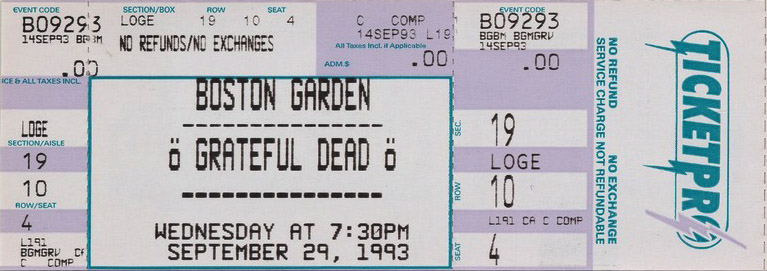 EVENT CODE
BO9293
14SEP93
.00
ICE & ALL TAXES INCL.
LOGE
SECTION/AISLE
19
10
ROW/SEAT
4
L191
BGMGRV
C COMP
SECTION/BOX ROW SEAT
LOGE 19 10 4
NO REFUNDS/NO EXCHANGES
C COMP
14SEP93 L19
All Taxes Incl. if Applicable
ADM.$ .00
BOSTON GARDEN
ö GRATEFUL DEAD ö
WEDNESDAY AT 7:30PM
SEPTEMBER 29, 1993
EVENT CODE
BO9293
BGBM BGMGRV
14SEP93
.00
SEC. 19
LOGE
ROW 10
L191 CA C COMP
SEAT 4
NO REFUND NO EXCHANGE
SERVICE CHARGE NOT REFUNDABLE
TICKETPRO